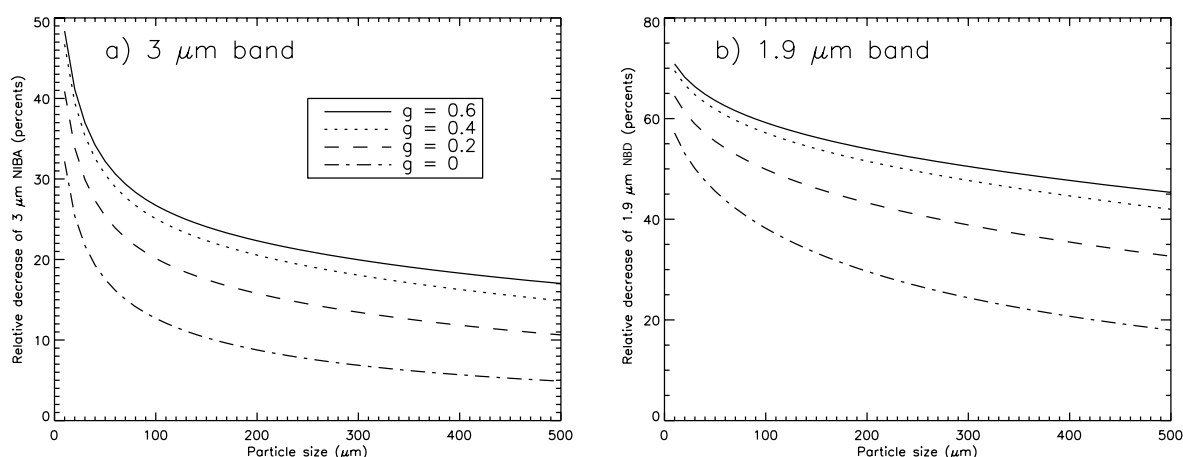 a) 3 μm band
Relative decrease of 3 μm NIBA (percents)
50
40
30
20
10
0
g = 0.6
g = 0.4
g = 0.2
g = 0
0 100 200 300 400 500
Particle size (μm)
b) 1.9 μm band
Relative decrease of 1.9 μm NBD (percents)
80
60
40
20
0
0 100 200 300 400 500
Particle size (μm)